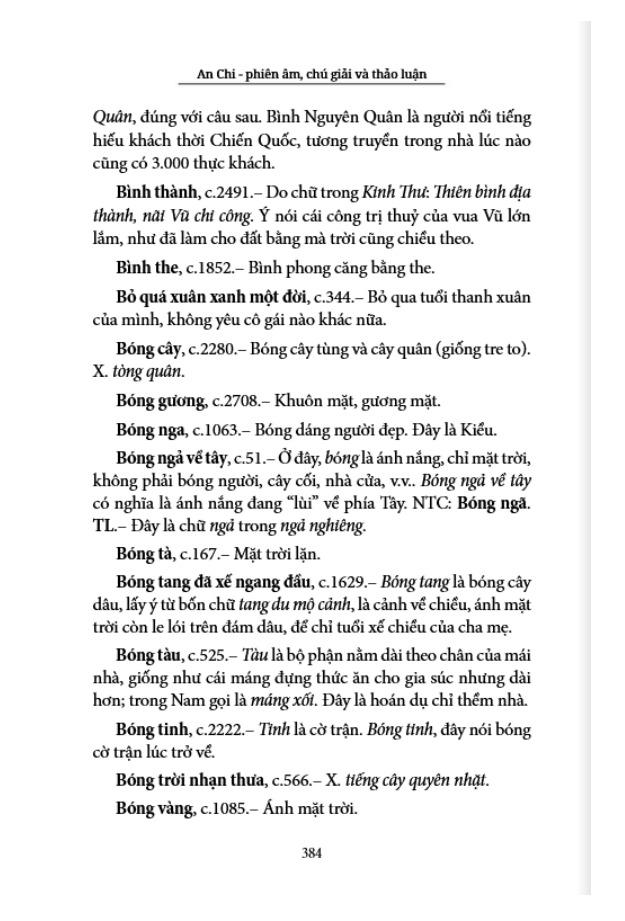 An Chi - phiên âm, chú giải và thảo luận
Quân, đúng với câu sau. Bình Nguyên Quân là người nổi tiếng
hiếu khách thời Chiến Quốc, tương truyền trong nhà lúc nào
cũng có 3.000 thực khách.
Bình thành, c.2491.– Do chữ trong Kinh Thư: Thiên bình địa
thành, nãi Vũ chi công. Ý nói cái công trị thuỷ của vua Vũ lớn
lắm, như đã làm cho đất bằng mà trời cũng chiều theo.
Bình the, c.1852.– Bình phong căng bằng the.
Bỏ quá xuân xanh một đời, c.344.– Bỏ qua tuổi thanh xuân
của mình, không yêu cô gái nào khác nữa.
Bóng cây, c.2280.– Bóng cây tùng và cây quân (giống tre to).
X. tòng quân.
Bóng gương, c.2708.– Khuôn mặt, gương mặt.
Bóng nga, c.1063.– Bóng dáng người đẹp. Đây là Kiều.
Bóng ngả về tây, c.51.– Ở đây, bóng là ánh nắng, chỉ mặt trời,
không phải bóng người, cây cối, nhà cửa, v.v.. Bóng ngả về tây
có nghĩa là ánh nắng đang “lùi” về phía Tây. NTC: Bóng ngã.
TL.– Đây là chữ ngả trong ngả nghiêng.
Bóng tà, c.167.– Mặt trời lặn.
Bóng tang đã xế ngang đầu, c.1629.– Bóng tang là bóng cây
dâu, lấy ý từ bốn chữ tang du mộ cảnh, là cảnh về chiều, ánh mặt
trời còn le lói trên đám dâu, để chỉ tuổi xế chiều của cha mẹ.
Bóng tàu, c.525.– Tàu là bộ phận nằm dài theo chân của mái
nhà, giống như cái máng đựng thức ăn cho gia súc nhưng dài
hơn; trong Nam gọi là máng xối. Đây là hoán dụ chỉ thềm nhà.
Bóng tinh, c.2222.– Tinh là cờ trận. Bóng tinh, đây nói bóng
cờ trận lúc trở về.
Bóng trời nhạn thưa, c.566.– X. tiếng cây quyên nhặt.
Bóng vàng, c.1085.– Ánh mặt trời.
384